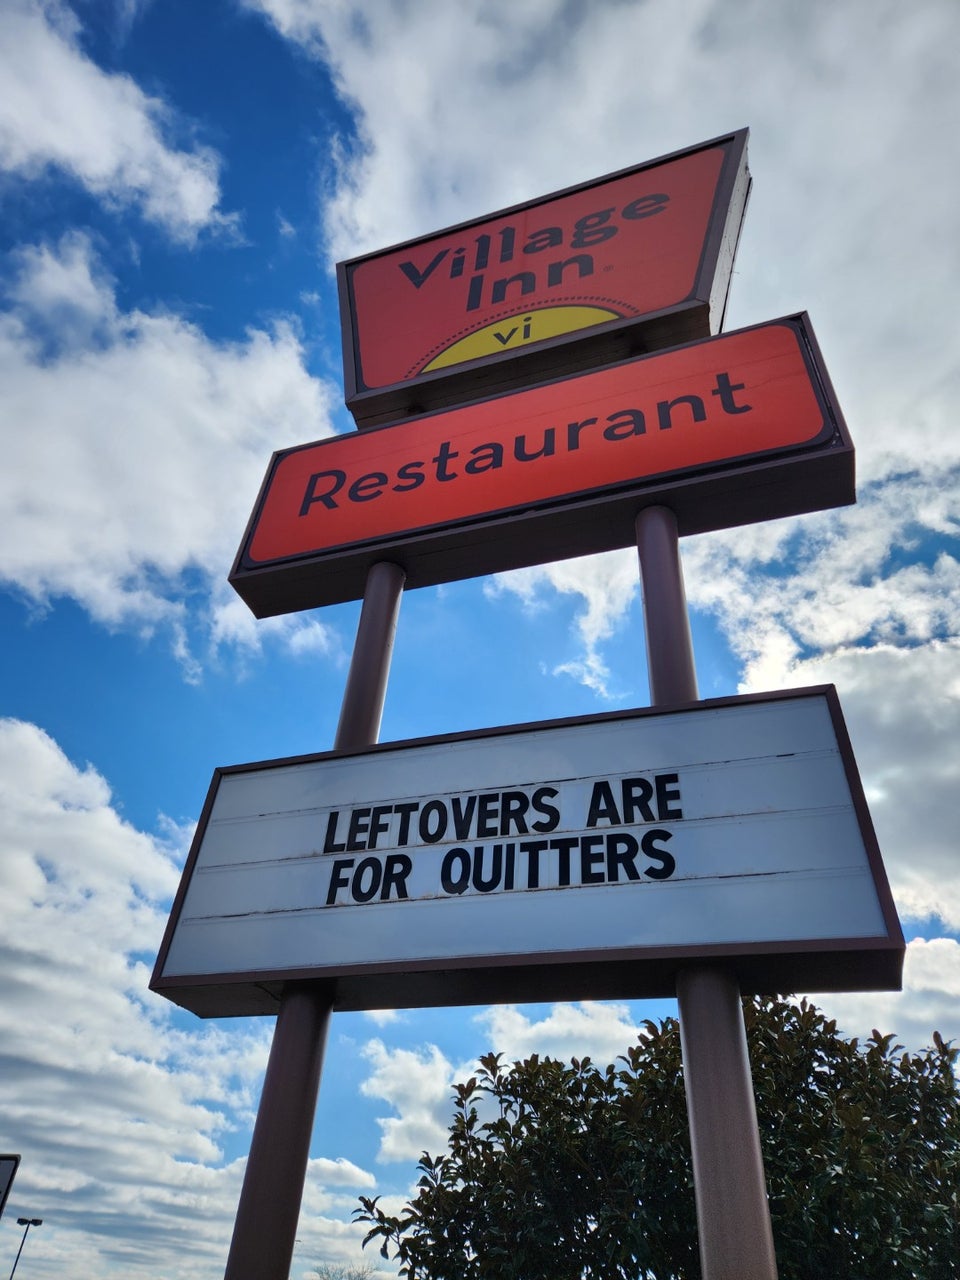 Village
Inn
vi
Restaurant
LEFTOVERS ARE
FOR QUITTERS